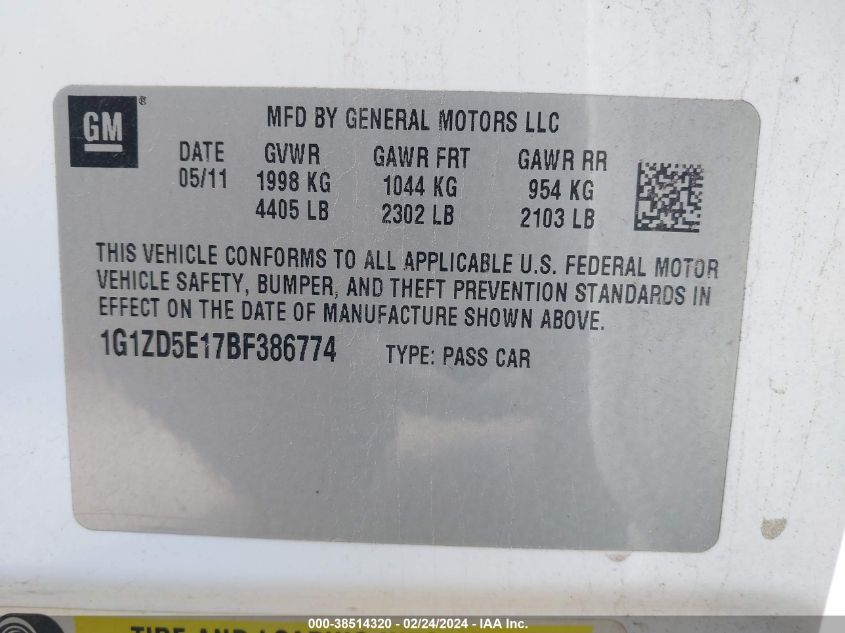 GM®
MFD BY GENERAL MOTORS LLC
DATE GVWR GAWR FRT GAWR RR
05/11 1998 KG 1044 KG 954 KG
4405 LB 2302 LB 2103 LB
THIS VEHICLE CONFORMS TO ALL APPLICABLE U.S. FEDERAL MOTOR
VEHICLE SAFETY, BUMPER, AND THEFT PREVENTION STANDARDS IN
EFFECT ON THE DATE OF MANUFACTURE SHOWN ABOVE.
1G1ZD5E17BF386774 TYPE: PASS CAR
000-38514320 - 02/24/2024 - IAA Inc.
TIRE AND LOADING